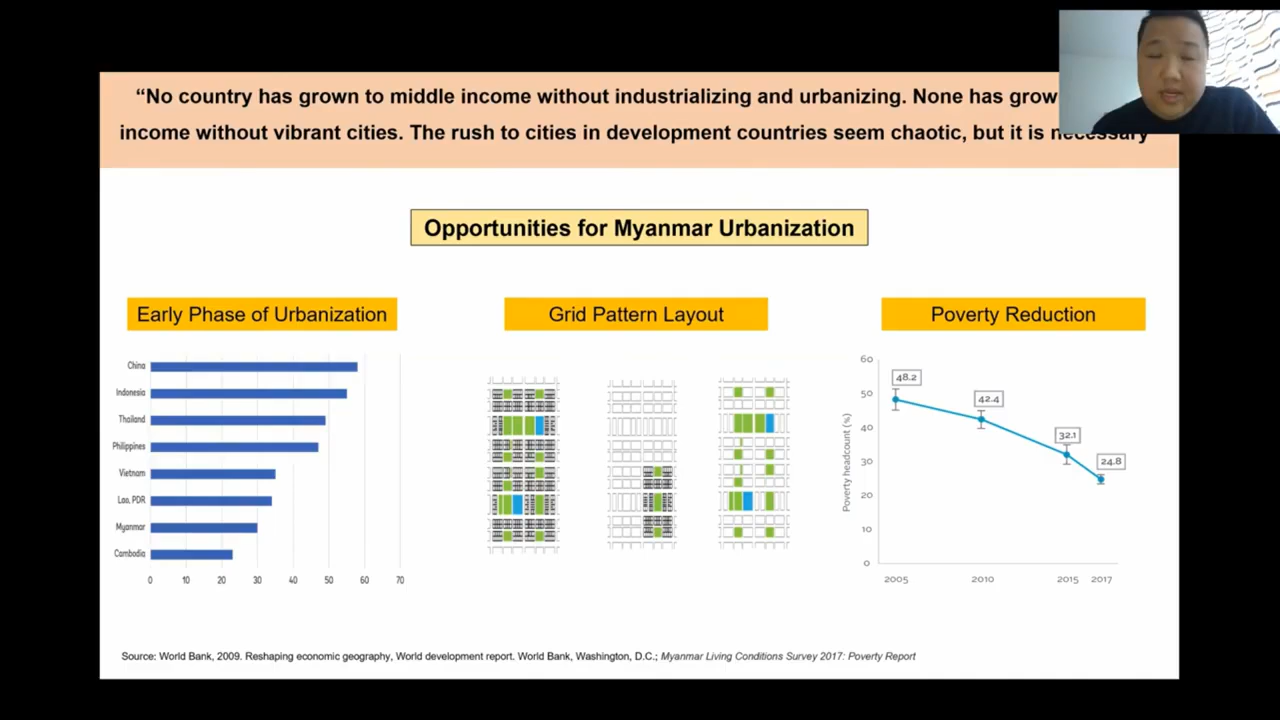 “No country has grown to middle income without industrializing and urbanizing. None has grow
income without vibrant cities. The rush to cities in development countries seem chaotic, but it is necessary
Opportunities for Myanmar Urbanization
Early Phase of Urbanization
China
Indonesia
Thailand
Philippines
Vietnam
Lao, PDR
Myanmar
Cambodia
0 10 20 30 40 50 60 70
Grid Pattern Layout
Poverty Reduction
Poverty headcount (%)
60
50
40
30
20
10
0
48.2
42.4
32.1
24.8
2005 2010 2015 2017
Source: World Bank, 2009. Reshaping economic geography, World development report. World Bank, Washington, D.C.; Myanmar Living Conditions Survey 2017: Poverty Report